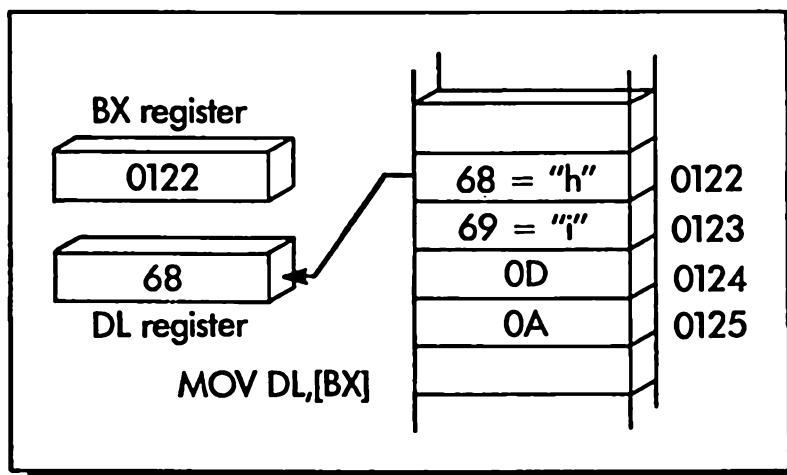 BX register
0122
68
DL register
MOV DL,[BX]
68 = "h" 0122
69 = "i" 0123
0D 0124
0A 0125